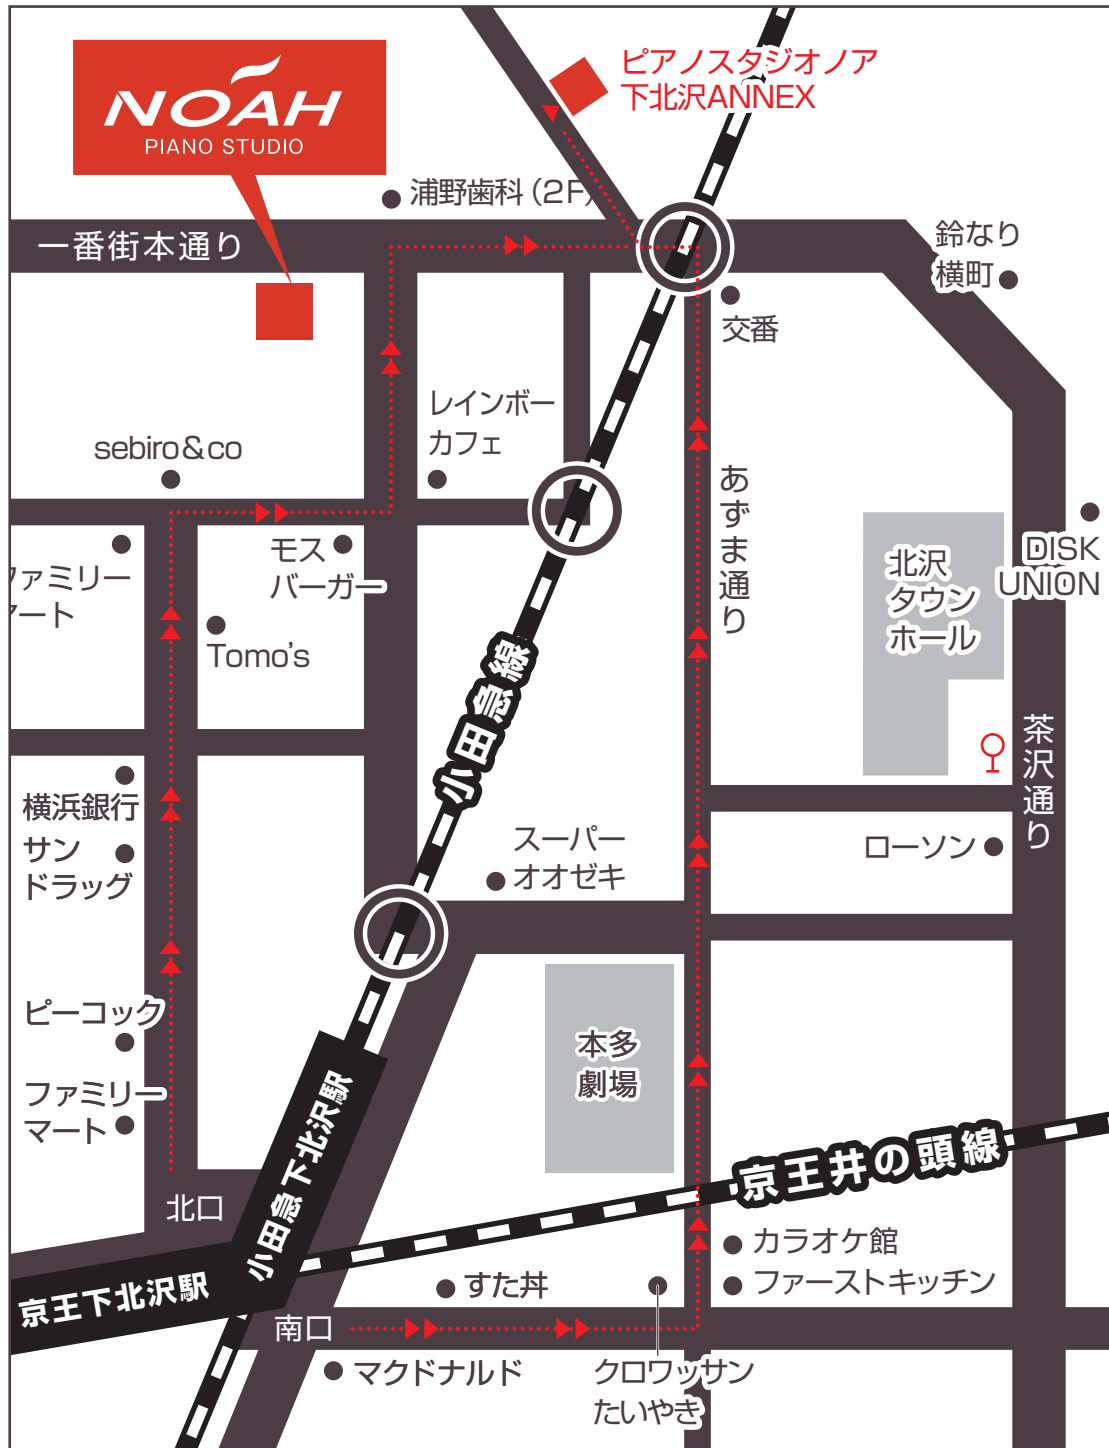 NOAH
PIANO STUDIO
ピアノスタジオノア
下北沢ANNEX
浦野歯科 (2F)
一番街本通り
鈴なり
横町
交番
レインボー
カフェ
sebiro&co
あずま通り
モス
バーガー
ファミリー
マート
Tomo's
DISK
UNION
北沢
タウン
ホール
小田急線
茶沢通り
横浜銀行
サン
ドラッグ
スーパー
オオゼキ
ローソン
ピーコック
ファミリー
マート
本多
劇場
小田急下北沢駅
京王井の頭線
北口
京王下北沢駅
カラオケ館
ファーストキッチン
すた丼
南口
マクドナルド
クロワッサン
たいやき